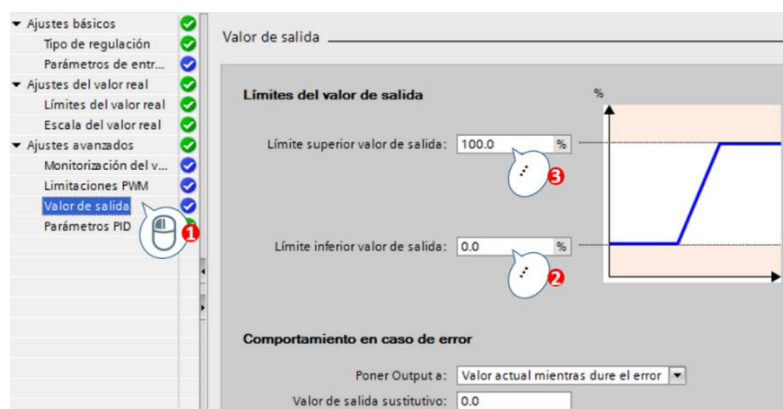 Ajustes básicos
Tipo de regulación
Parámetros de entr...
Ajustes del valor real
Límites del valor real
Escala del valor real
Ajustes avanzados
Monitorización del v...
Limitaciones PWM
Valor de salida
Parámetros PID
1
Valor de salida
Límites del valor de salida
%
Límite superior valor de salida: 100.0 %
3
Límite inferior valor de salida: 0.0 %
2
Comportamiento en caso de error
Poner Output a: Valor actual mientras dure el error
Valor de salida sustitutivo: 0.0